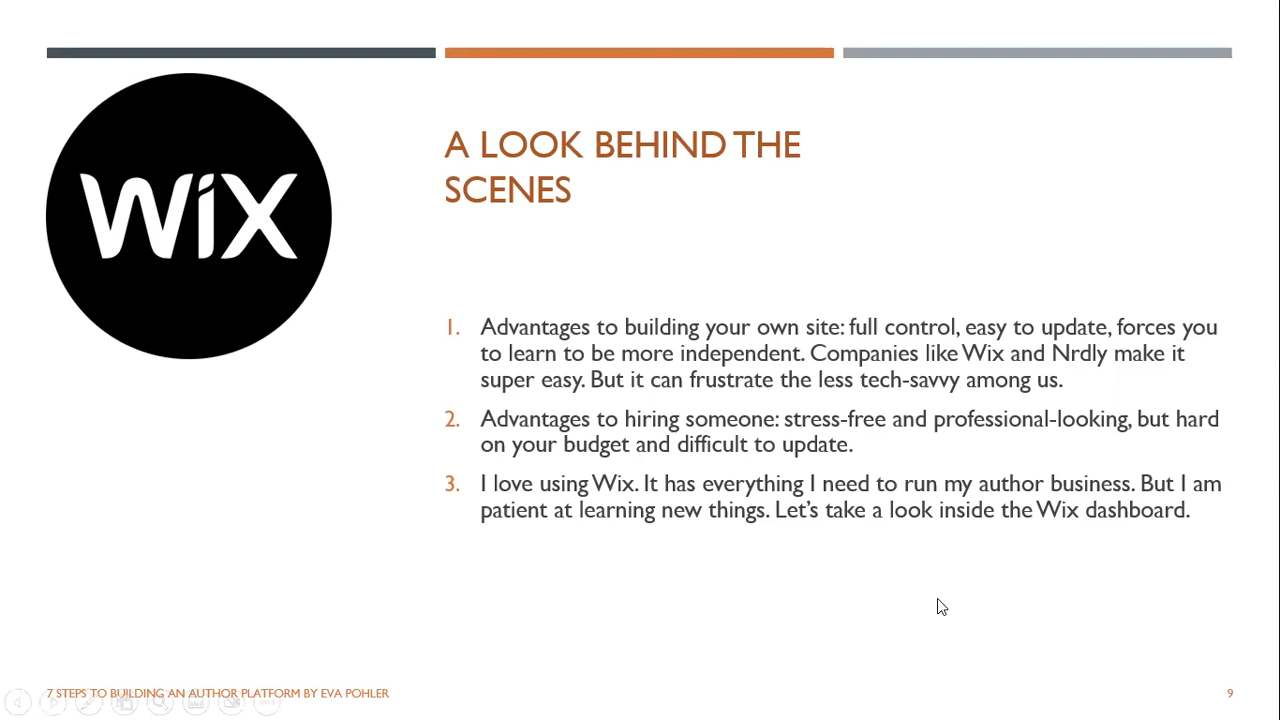 WiX
A LOOK BEHIND THE
SCENES
1. Advantages to building your own site: full control, easy to update, forces you
to learn to be more independent. Companies like Wix and Nrdly make it
super easy. But it can frustrate the less tech-savvy among us.
2. Advantages to hiring someone: stress-free and professional-looking, but hard
on your budget and difficult to update.
3. I love using Wix. It has everything I need to run my author business. But I am
patient at learning new things. Let’s take a look inside the Wix dashboard.
7 STEPS TO BUILDING AN AUTHOR PLATFORM BY EVA POHLER
9